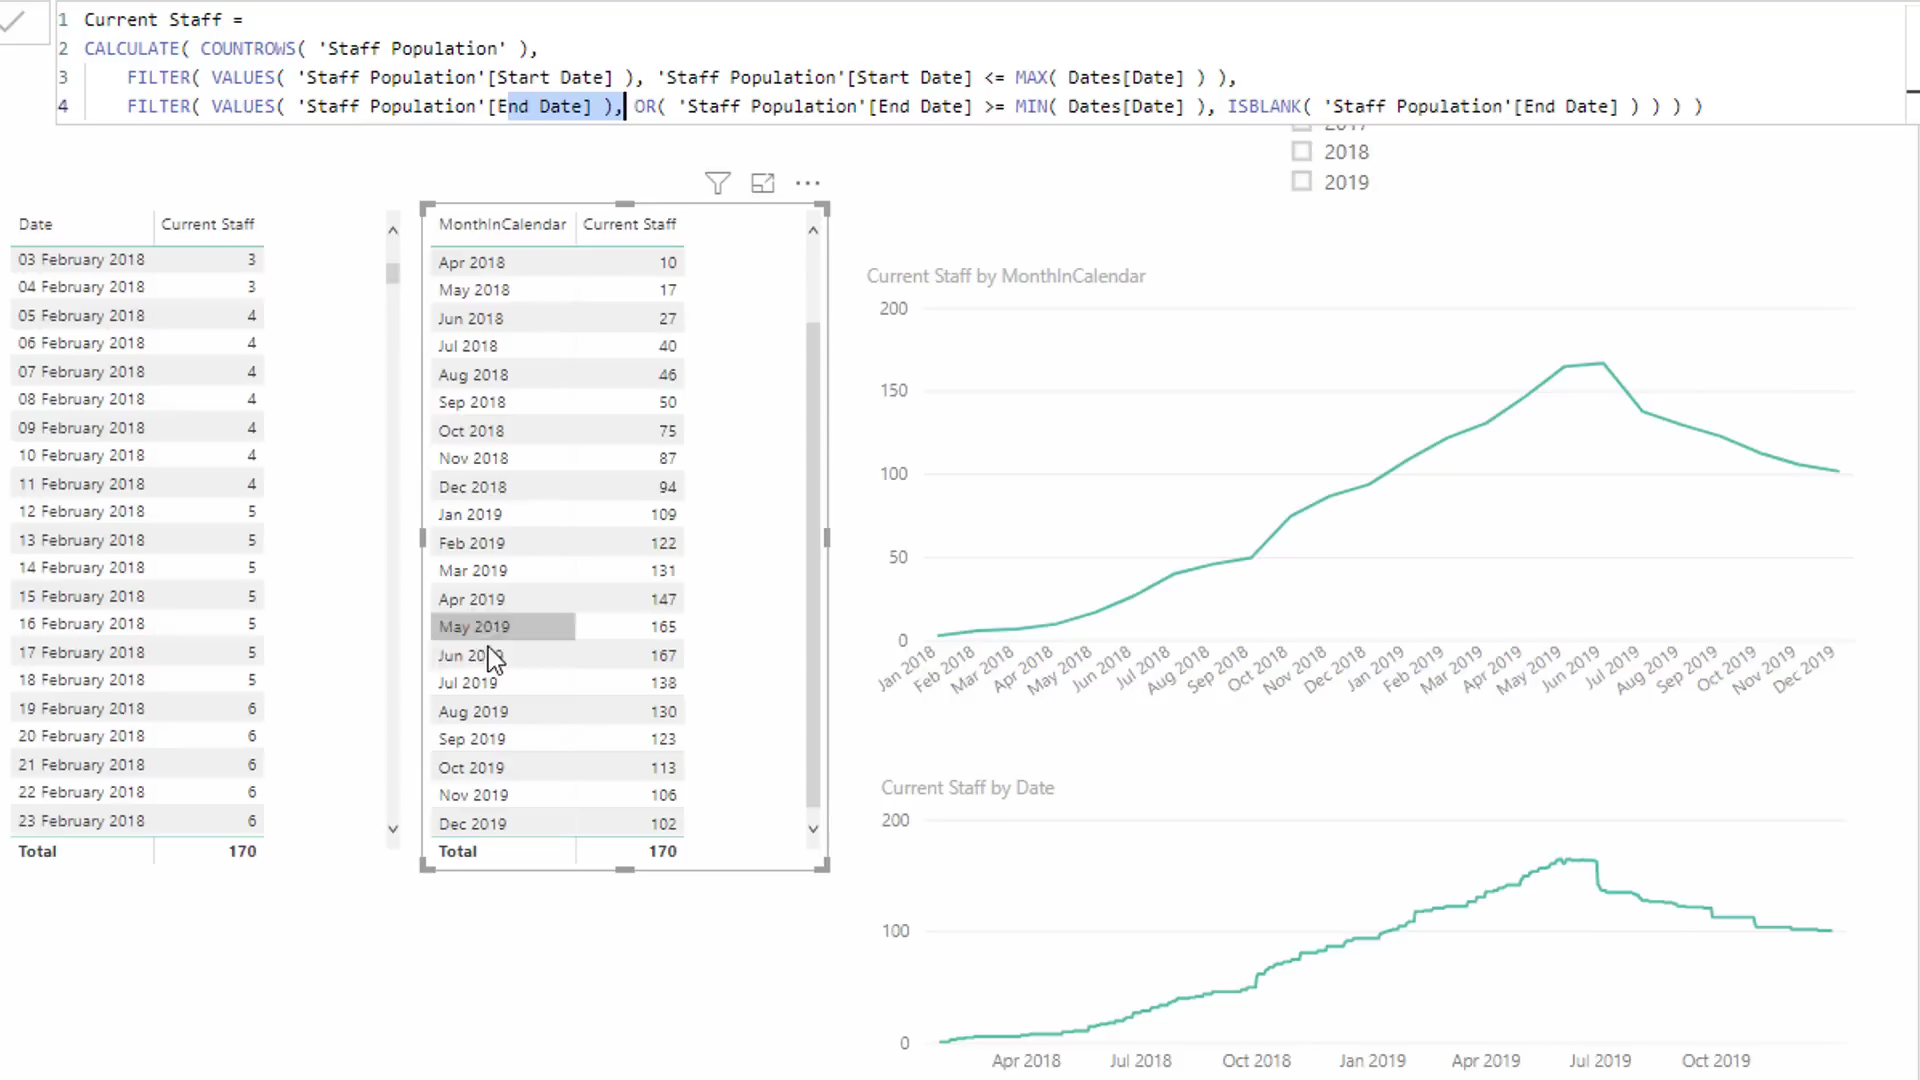 1 Current Staff =
2 CALCULATE( COUNTROWS( 'Staff Population' ),
3 FILTER( VALUES( 'Staff Population'[Start Date] ), 'Staff Population'[Start Date] <= MAX( Dates[Date] ) ),
4 FILTER( VALUES( 'Staff Population'[End Date] ), OR( 'Staff Population'[End Date] >= MIN( Dates[Date] ), ISBLANK( 'Staff Population'[End Date] ) ) ) )
2017
2018
2019
Date Current Staff
03 February 2018 3
04 February 2018 3
05 February 2018 4
06 February 2018 4
07 February 2018 4
08 February 2018 4
09 February 2018 4
10 February 2018 4
11 February 2018 4
12 February 2018 5
13 February 2018 5
14 February 2018 5
15 February 2018 5
16 February 2018 5
17 February 2018 5
18 February 2018 5
19 February 2018 6
20 February 2018 6
21 February 2018 6
22 February 2018 6
23 February 2018 6
Total 170
MonthInCalendar Current Staff
Apr 2018 10
May 2018 17
Jun 2018 27
Jul 2018 40
Aug 2018 46
Sep 2018 50
Oct 2018 75
Nov 2018 87
Dec 2018 94
Jan 2019 109
Feb 2019 122
Mar 2019 131
Apr 2019 147
May 2019 165
Jun 2019 167
Jul 2019 138
Aug 2019 130
Sep 2019 123
Oct 2019 113
Nov 2019 106
Dec 2019 102
Total 170
Current Staff by MonthInCalendar
200
150
100
50
0
Jan 2018 Feb 2018 Mar 2018 Apr 2018 May 2018 Jun 2018 Jul 2018 Aug 2018 Sep 2018 Oct 2018 Nov 2018 Dec 2018 Jan 2019 Feb 2019 Mar 2019 Apr 2019 May 2019 Jun 2019 Jul 2019 Aug 2019 Sep 2019 Oct 2019 Nov 2019 Dec 2019
Current Staff by Date
200
100
0
Apr 2018 Jul 2018 Oct 2018 Jan 2019 Apr 2019 Jul 2019 Oct 2019